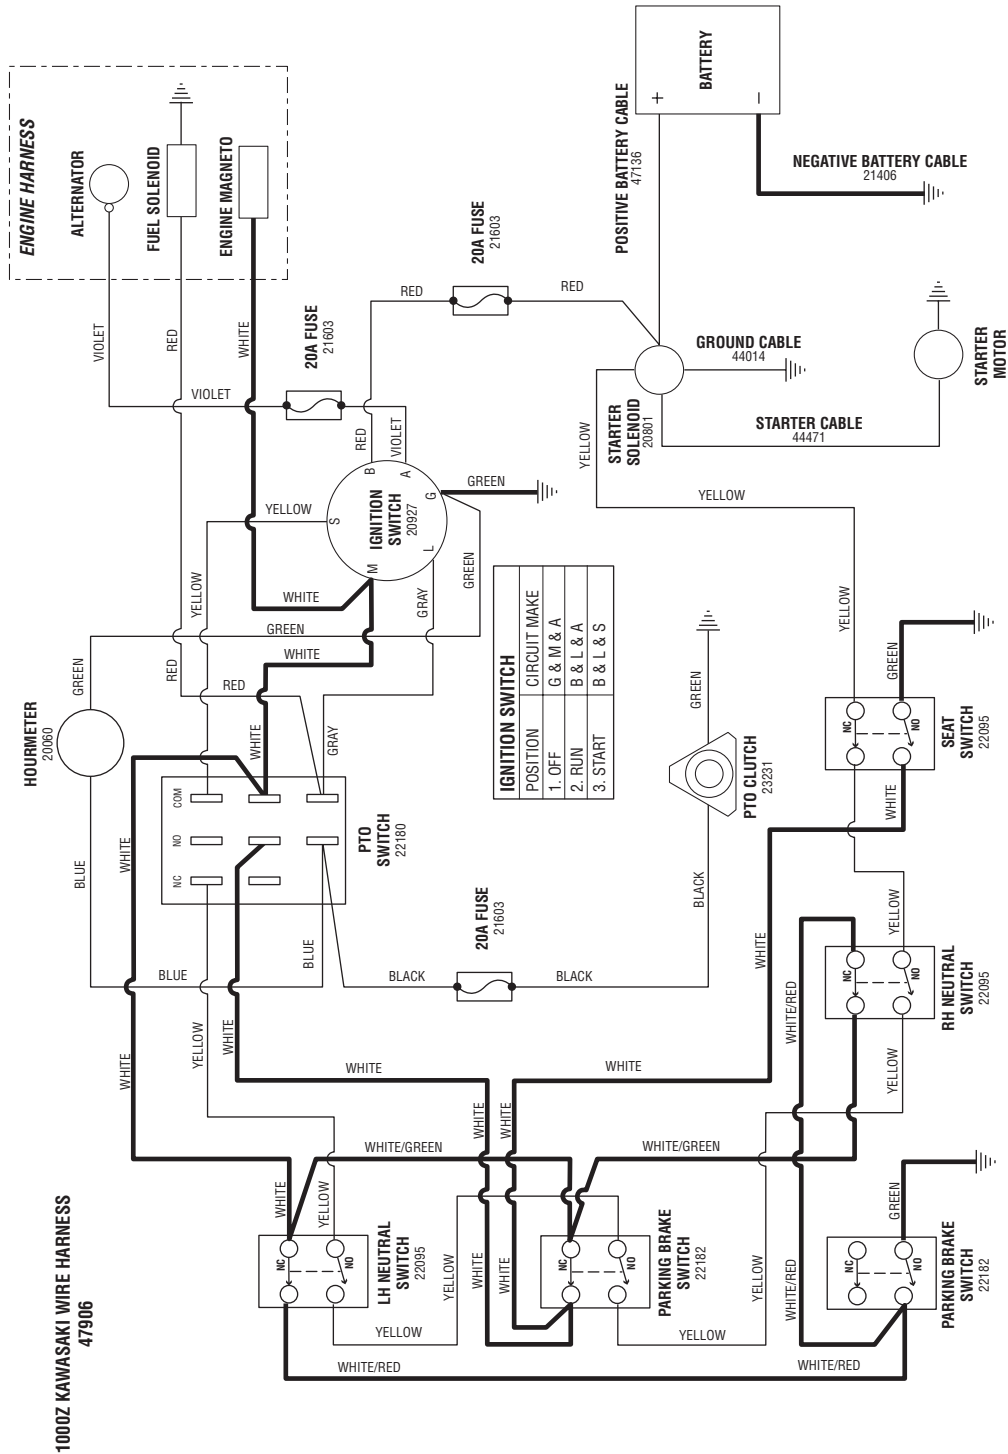 1000Z KAWASAKI WIRE HARNESS
47906
ENGINE HARNESS
ALTERNATOR
FUEL SOLENOID
ENGINE MAGNETO
VIOLET
RED
WHITE
VIOLET
20A FUSE
21603
RED
20A FUSE
21603
RED
POSITIVE BATTERY CABLE
47136
+
−
BATTERY
NEGATIVE BATTERY CABLE
21406
GROUND CABLE
44014
STARTER
SOLENOID
20801
STARTER CABLE
44471
STARTER
MOTOR
YELLOW
YELLOW
RED
VIOLET
YELLOW
S
B
A
G
L
M
IGNITION
SWITCH
20927
GREEN
GREEN
GRAY
WHITE
YELLOW
GREEN
WHITE
RED
RED
GREEN
HOURMETER
20060
BLUE
WHITE
GRAY
WHITE
COM
NO
NC
PTO
SWITCH
22180
IGNITION SWITCH
POSITION
CIRCUIT MAKE
1. OFF
G & M & A
2. RUN
B & L & A
3. START
B & L & S
GREEN
PTO CLUTCH
23231
BLACK
20A FUSE
21603
BLACK
BLACK
BLUE
BLUE
YELLOW
GREEN
NC
NO
SEAT
SWITCH
22095
WHITE
WHITE
YELLOW
NC
NO
RH NEUTRAL
SWITCH
22095
WHITE/RED
YELLOW
WHITE
YELLOW
WHITE
WHITE
WHITE
WHITE
WHITE
WHITE/GREEN
WHITE/GREEN
WHITE
YELLOW
NC
NO
LH NEUTRAL
SWITCH
22095
YELLOW
WHITE
WHITE
NC
NO
PARKING BRAKE
SWITCH
22182
YELLOW
WHITE/RED
GREEN
NC
NO
PARKING BRAKE
SWITCH
22182
YELLOW
YELLOW
WHITE/RED
WHITE/RED